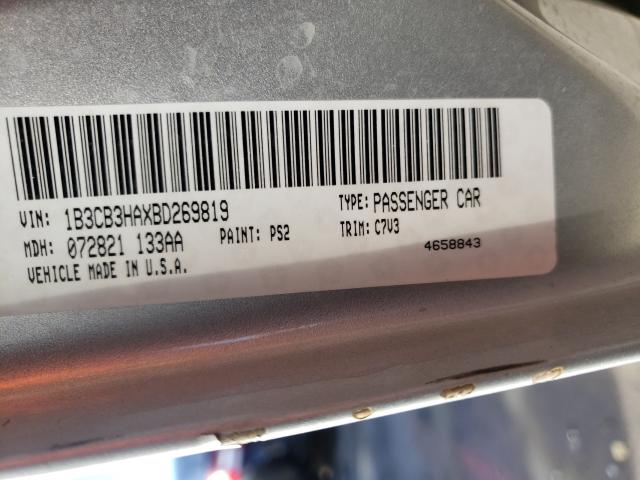 VIN: 1B3CB3HAXBD269819 TYPE: PASSENGER CAR
MDH: 072821 133AA PAINT: PS2 TRIM: C7V3
VEHICLE MADE IN U.S.A. 4658843